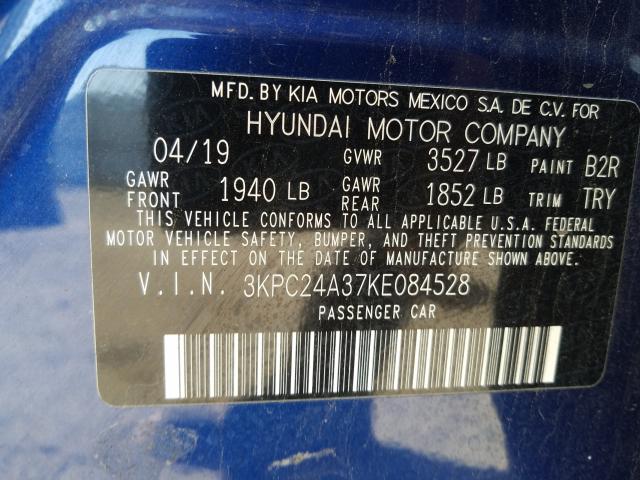 MFD. BY KIA MOTORS MEXICO S.A. DE C.V. FOR
HYUNDAI MOTOR COMPANY
04/19 GVWR 3527 LB PAINT B2R
GAWR FRONT 1940 LB GAWR REAR 1852 LB TRIM TRY
THIS VEHICLE CONFORMS TO ALL APPLICABLE U.S.A. FEDERAL
MOTOR VEHICLE SAFETY, BUMPER, AND THEFT PREVENTION STANDARDS
IN EFFECT ON THE DATE OF MANUFACTURE SHOWN ABOVE.
V.I.N. 3KPC24A37KE084528
PASSENGER CAR